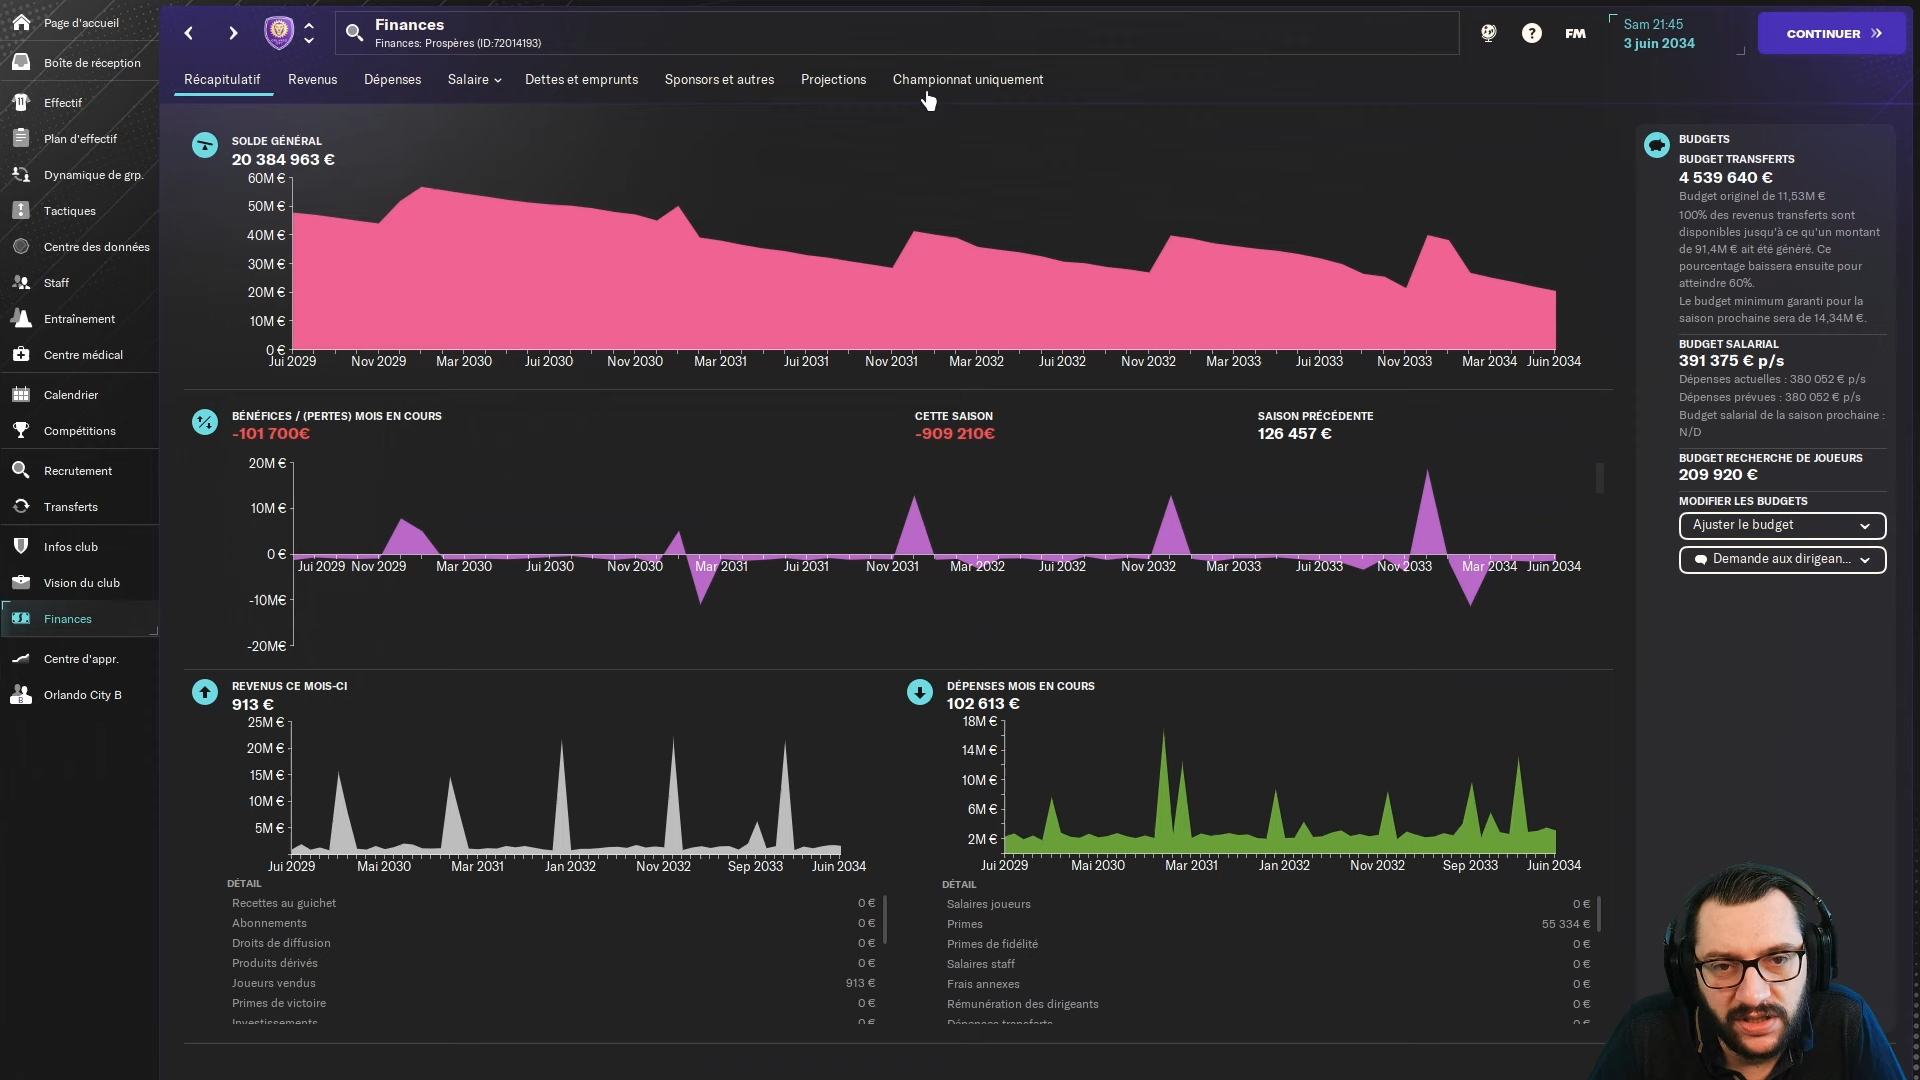 Page d'accueil
Boîte de réception
Effectif
Plan d'effectif
Dynamique de grp.
Tactiques
Centre des données
Staff
Entraînement
Centre médical
Calendrier
Compétitions
Recrutement
Transferts
Infos club
Vision du club
Finances
Centre d'appr.
Orlando City B
Finances
Finances: Prospères (ID:72014193)
FM
Sam 21:45
3 juin 2034
CONTINUER
Récapitulatif
Revenus
Dépenses
Salaire
Dettes et emprunts
Sponsors et autres
Projections
Championnat uniquement
SOLDE GÉNÉRAL
20 384 963 €
60M €
50M €
40M €
30M €
20M €
10M €
0 €
Jui 2029 Nov 2029 Mar 2030 Jui 2030 Nov 2030 Mar 2031 Jui 2031 Nov 2031 Mar 2032 Jui 2032 Nov 2032 Mar 2033 Jui 2033 Nov 2033 Mar 2034 Juin 2034
BÉNÉFICES / (PERTES) MOIS EN COURS
-101 700€
CETTE SAISON
-909 210€
SAISON PRÉCÉDENTE
126 457 €
20M €
10M €
0 €
-10M€
-20M€
Jui 2029 Nov 2029 Mar 2030 Jui 2030 Nov 2030 Mar 2031 Jui 2031 Nov 2031 Mar 2032 Jui 2032 Nov 2032 Mar 2033 Jui 2033 Nov 2033 Mar 2034 Juin 2034
REVENUS CE MOIS-CI
913 €
25M €
20M €
15M €
10M €
5M €
Jui 2029 Mai 2030 Mar 2031 Jan 2032 Nov 2032 Sep 2033 Juin 2034
DÉTAIL
Recettes au guichet 0 €
Abonnements 0 €
Droits de diffusion 0 €
Produits dérivés 0 €
Joueurs vendus 913 €
Primes de victoire 0 €
Investissements 0 €
DÉPENSES MOIS EN COURS
102 613 €
18M €
14M €
10M €
6M €
2M €
Jui 2029 Mai 2030 Mar 2031 Jan 2032 Nov 2032 Sep 2033 Juin 2034
DÉTAIL
Salaires joueurs 0 €
Primes 55 334 €
Primes de fidélité 0 €
Salaires staff 0 €
Frais annexes 0 €
Rémunération des dirigeants 0 €
Dépenses transferts 0 €
BUDGETS
BUDGET TRANSFERTS
4 539 640 €
Budget originel de 11,53M €
100% des revenus transferts sont
disponibles jusqu'à ce qu'un montant
de 91,4M € ait été généré. Ce
pourcentage baissera ensuite pour
atteindre 60%.
Le budget minimum garanti pour la
saison prochaine sera de 14,34M €.
BUDGET SALARIAL
391 375 € p/s
Dépenses actuelles : 380 052 € p/s
Dépenses prévues : 380 052 € p/s
Budget salarial de la saison prochaine :
N/D
BUDGET RECHERCHE DE JOUEURS
209 920 €
MODIFIER LES BUDGETS
Ajuster le budget
Demande aux dirigean...